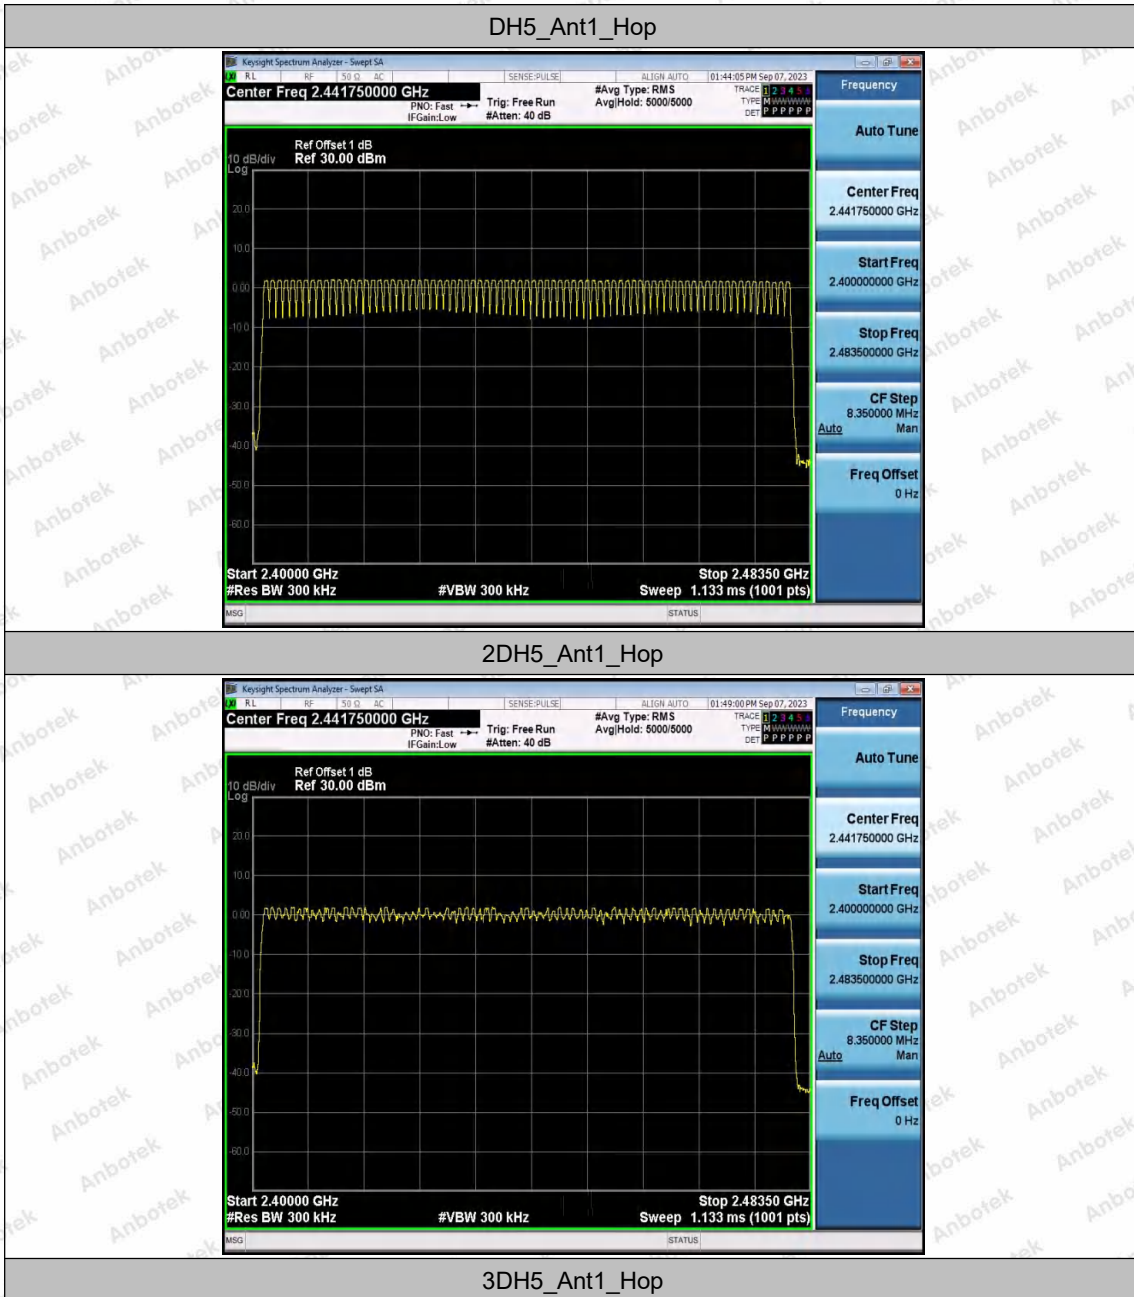 DH5_Ant1_Hop
Keysight Spectrum Analyzer - Swept SA
RL RF 50 Ω AC SENSE:PULSE ALIGN AUTO 01:44:05 PM Sep 07, 2023
Center Freq 2.441750000 GHz
PNO: Fast
IFGain:Low
Trig: Free Run
#Atten: 40 dB
#Avg Type: RMS
Avg|Hold: 5000/5000
TRACE 1 2 3 4 5 6
TYPE M W W W W W
DET P P P P P P
Ref Offset 1 dB
10 dB/div Ref 30.00 dBm
Log
20.0
10.0
0.00
-10.0
-20.0
-30.0
-40.0
-50.0
-60.0
Start 2.40000 GHz Stop 2.48350 GHz
#Res BW 300 kHz #VBW 300 kHz Sweep 1.133 ms (1001 pts)
MSG STATUS
Frequency
Auto Tune
Center Freq
2.441750000 GHz
Start Freq
2.400000000 GHz
Stop Freq
2.483500000 GHz
CF Step
8.350000 MHz
Auto Man
Freq Offset
0 Hz
2DH5_Ant1_Hop
Keysight Spectrum Analyzer - Swept SA
RL RF 50 Ω AC SENSE:PULSE ALIGN AUTO 01:49:00 PM Sep 07, 2023
Center Freq 2.441750000 GHz
PNO: Fast
IFGain:Low
Trig: Free Run
#Atten: 40 dB
#Avg Type: RMS
Avg|Hold: 5000/5000
TRACE 1 2 3 4 5 6
TYPE M W W W W W
DET P P P P P P
Ref Offset 1 dB
10 dB/div Ref 30.00 dBm
Log
20.0
10.0
0.00
-10.0
-20.0
-30.0
-40.0
-50.0
-60.0
Start 2.40000 GHz Stop 2.48350 GHz
#Res BW 300 kHz #VBW 300 kHz Sweep 1.133 ms (1001 pts)
MSG STATUS
Frequency
Auto Tune
Center Freq
2.441750000 GHz
Start Freq
2.400000000 GHz
Stop Freq
2.483500000 GHz
CF Step
8.350000 MHz
Auto Man
Freq Offset
0 Hz
3DH5_Ant1_Hop
Anbotek